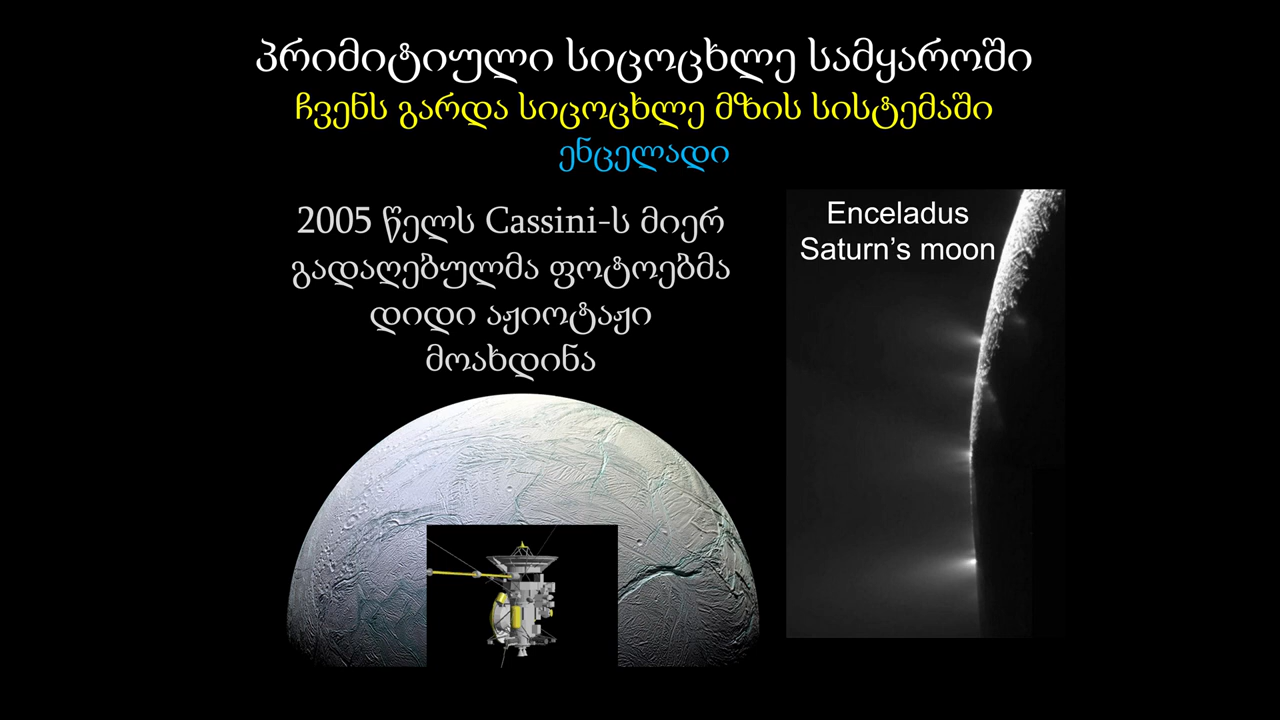 პრიმიტიული სიცოცხლე სამყაროში
ჩვენს გარდა სიცოცხლე მზის სისტემაში
ენცელადი
2005 წელს Cassini-ს მიერ
გადაღებულმა ფოტოებმა
დიდი აჟიოტაჟი
მოახდინა
Enceladus
Saturn’s moon